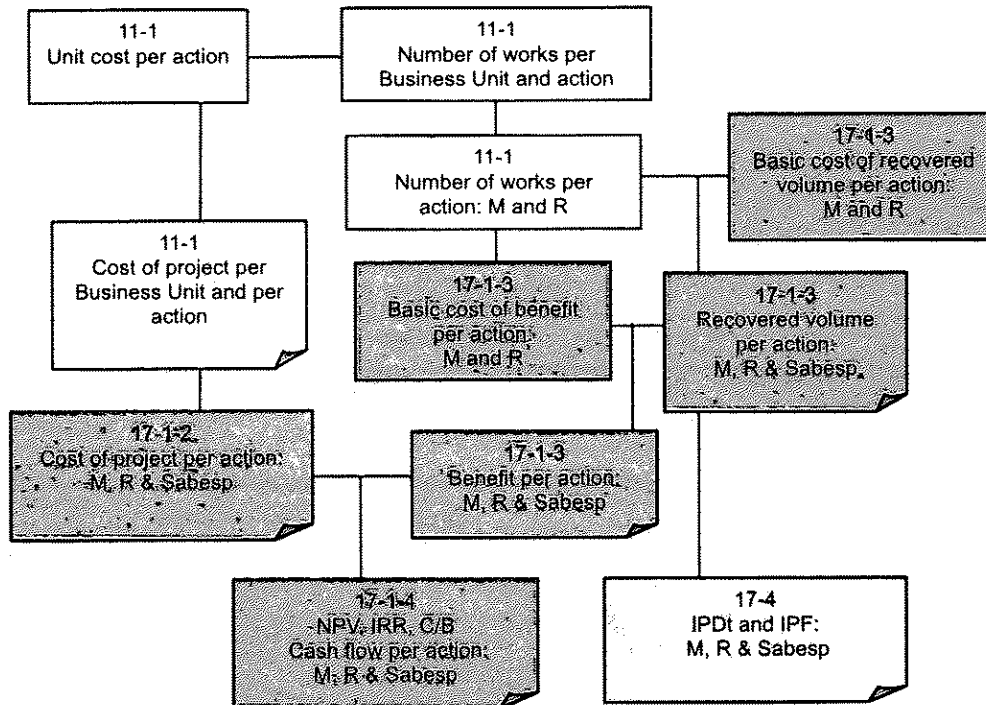 11-1
Unit cost per action
11-1
Number of works per
Business Unit and action
11-1
Number of works per
action: M and R
17-1-3
Basic cost of recovered
volume per action:
M and R
11-1
Cost of project per
Business Unit and per
action
17-1-3
Basic cost of benefit
per action:
M and R
17-1-3
Recovered volume
per action:
M, R & Sabesp
17-1-2
Cost of project per action:
M, R & Sabesp
17-1-3
Benefit per action:
M, R & Sabesp
17-1-4
NPV, IRR, C/B
Cash flow per action:
M, R & Sabesp
17-4
IPDt and IPF:
M, R & Sabesp